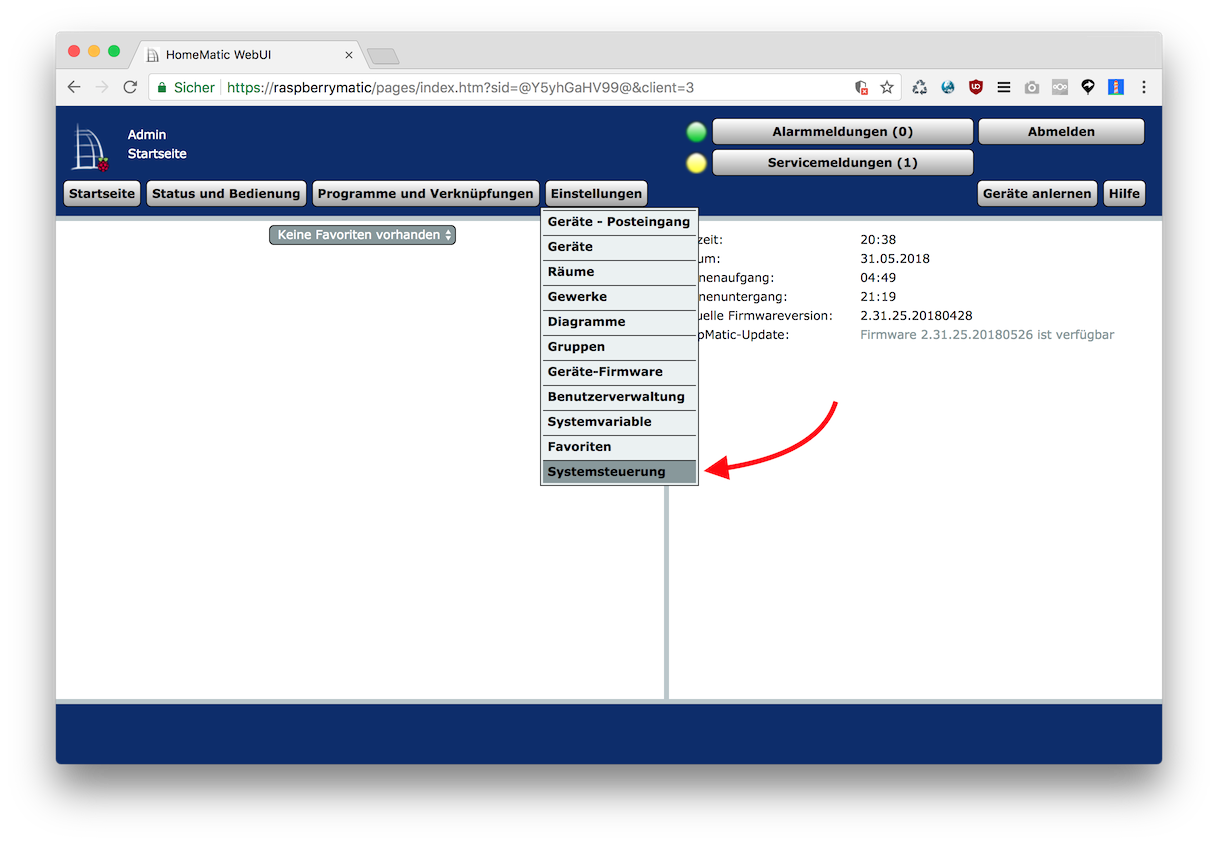 HomeMatic WebUI
Sicher https://raspberrymatic/pages/index.htm?sid=@Y5yhGaHV99@&client=3
Admin
Startseite
Alarmmeldungen (0) Abmelden
Servicemeldungen (1)
Startseite Status und Bedienung Programme und Verknüpfungen Einstellungen Geräte anlernen Hilfe
Keine Favoriten vorhanden
Geräte - Posteingang
Geräte
Räume
Gewerke
Diagramme
Gruppen
Geräte-Firmware
Benutzerverwaltung
Systemvariable
Favoriten
Systemsteuerung
zeit: 20:38
um: 31.05.2018
nenaufgang: 04:49
nenuntergang: 21:19
uelle Firmwareversion: 2.31.25.20180428
pMatic-Update: Firmware 2.31.25.20180526 ist verfügbar